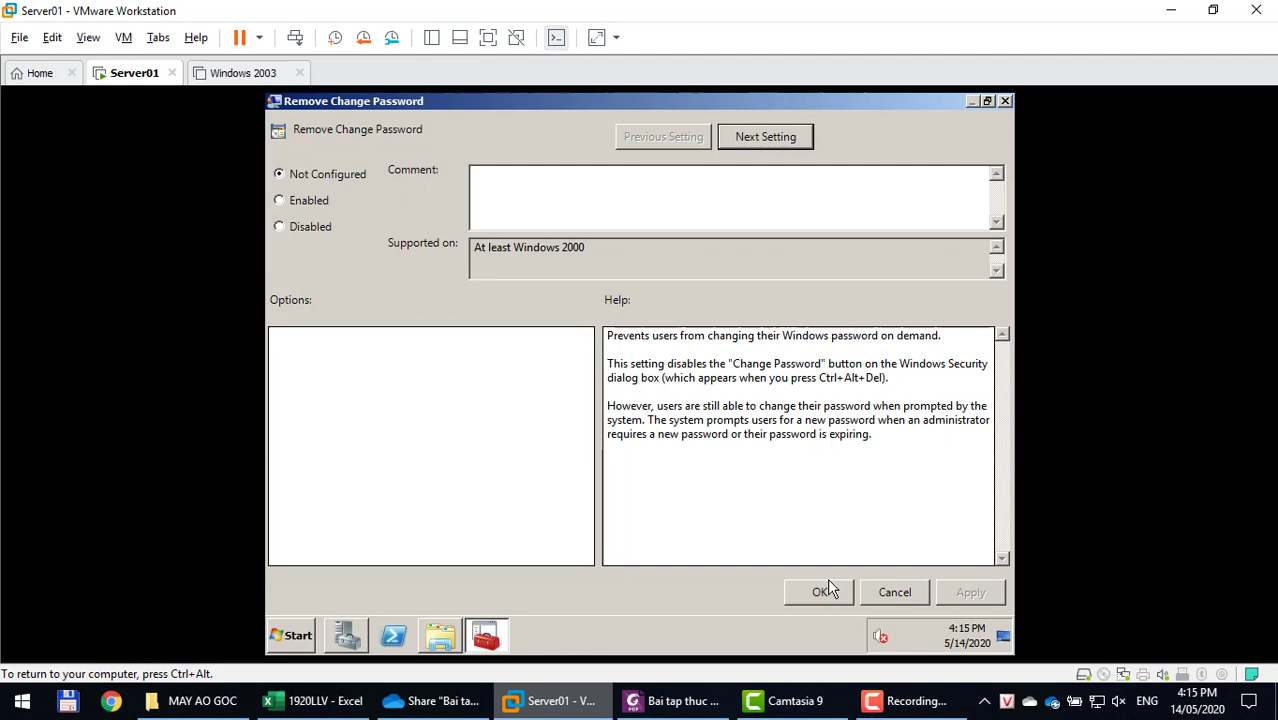 Server01 - VMware Workstation
File Edit View VM Tabs Help
Home Server01 Windows 2003
Remove Change Password
Remove Change Password
Previous Setting Next Setting
Not Configured
Enabled
Disabled
Comment:
Supported on:
At least Windows 2000
Options:
Help:
Prevents users from changing their Windows password on demand.
This setting disables the "Change Password" button on the Windows Security
dialog box (which appears when you press Ctrl+Alt+Del).
However, users are still able to change their password when prompted by the
system. The system prompts users for a new password when an administrator
requires a new password or their password is expiring.
OK Cancel Apply
Start
4:15 PM
5/14/2020
To return to your computer, press Ctrl+Alt.
MAY AO GOC 1920LLV - Excel Share "Bai ta... Server01 - V... Bai tap thuc ... Camtasia 9 Recording... ENG
4:15 PM
14/05/2020